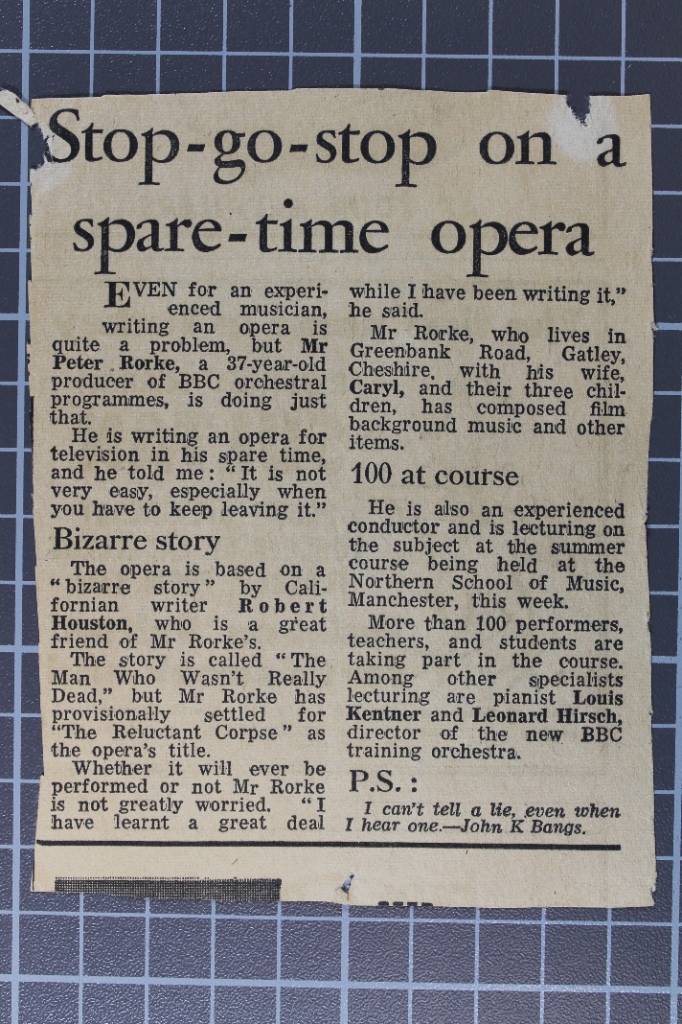 Stop-go-stop on a
spare-time opera
EVEN for an experi-
enced musician,
writing an opera is
quite a problem, but Mr
Peter Rorke, a 37-year-old
producer of BBC orchestral
programmes, is doing just
that.
He is writing an opera for
television in his spare time,
and he told me: "It is not
very easy, especially when
you have to keep leaving it."
Bizarre story
The opera is based on a
"bizarre story" by Cali-
fornian writer Robert
Houston, who is a great
friend of Mr Rorke's.
The story is called "The
Man Who Wasn't Really
Dead," but Mr Rorke has
provisionally settled for
"The Reluctant Corpse" as
the opera's title.
Whether it will ever be
performed or not Mr Rorke
is not greatly worried. "I
have learnt a great deal
while I have been writing it,"
he said.
Mr Rorke, who lives in
Greenbank Road, Gatley,
Cheshire, with his wife,
Caryl, and their three chil-
dren, has composed film
background music and other
items.
100 at course
He is also an experienced
conductor and is lecturing on
the subject at the summer
course being held at the
Northern School of Music,
Manchester, this week.
More than 100 performers,
teachers, and students are
taking part in the course.
Among other specialists
lecturing are pianist Louis
Kentner and Leonard Hirsch,
director of the new BBC
training orchestra.
P.S.:
I can't tell a lie, even when
I hear one.—John K Bangs.